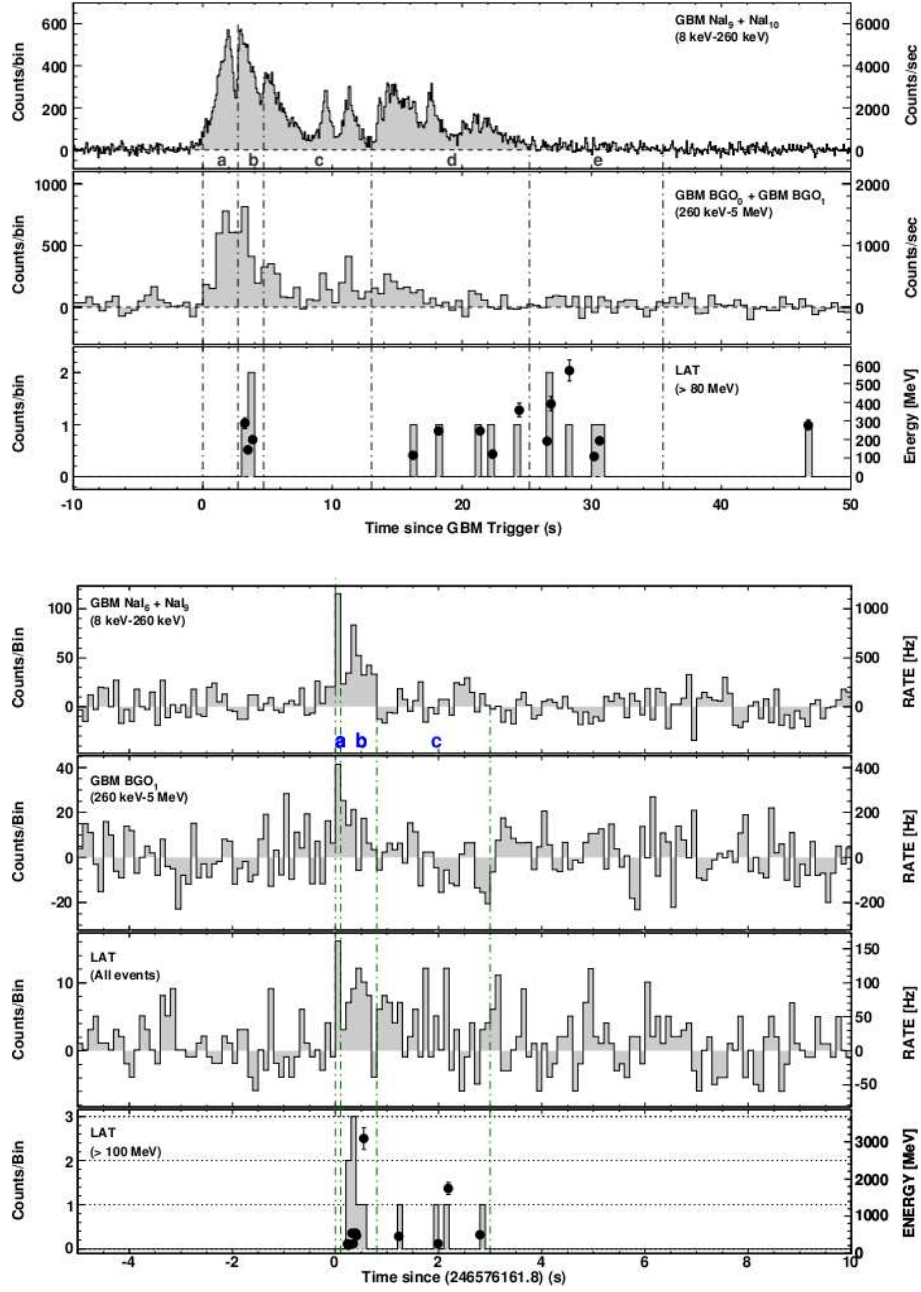 GBM NaI₉ + NaI₁₀
(8 keV-260 keV)
Counts/bin
Counts/sec
600
400
200
0
6000
4000
2000
0
a b c d e
GBM BGO₀ + GBM BGO₁
(260 keV-5 MeV)
Counts/bin
Counts/sec
1000
500
0
2000
1000
0
LAT
(> 80 MeV)
Counts/bin
Energy [MeV]
2
1
0
600
500
400
300
200
100
0
-10 0 10 20 30 40 50
Time since GBM Trigger (s)
GBM NaI₆ + NaI₉
(8 keV-260 keV)
Counts/Bin
RATE [Hz]
100
50
0
1000
500
0
a b c
GBM BGO₁
(260 keV-5 MeV)
Counts/Bin
RATE [Hz]
40
20
0
-20
400
200
0
-200
LAT
(All events)
Counts/Bin
RATE [Hz]
10
0
150
100
50
0
-50
LAT
(> 100 MeV)
Counts/Bin
ENERGY [MeV]
3
2
1
0
3000
2000
1000
0
-4 -2 0 2 4 6 8 10
Time since (246576161.8) (s)